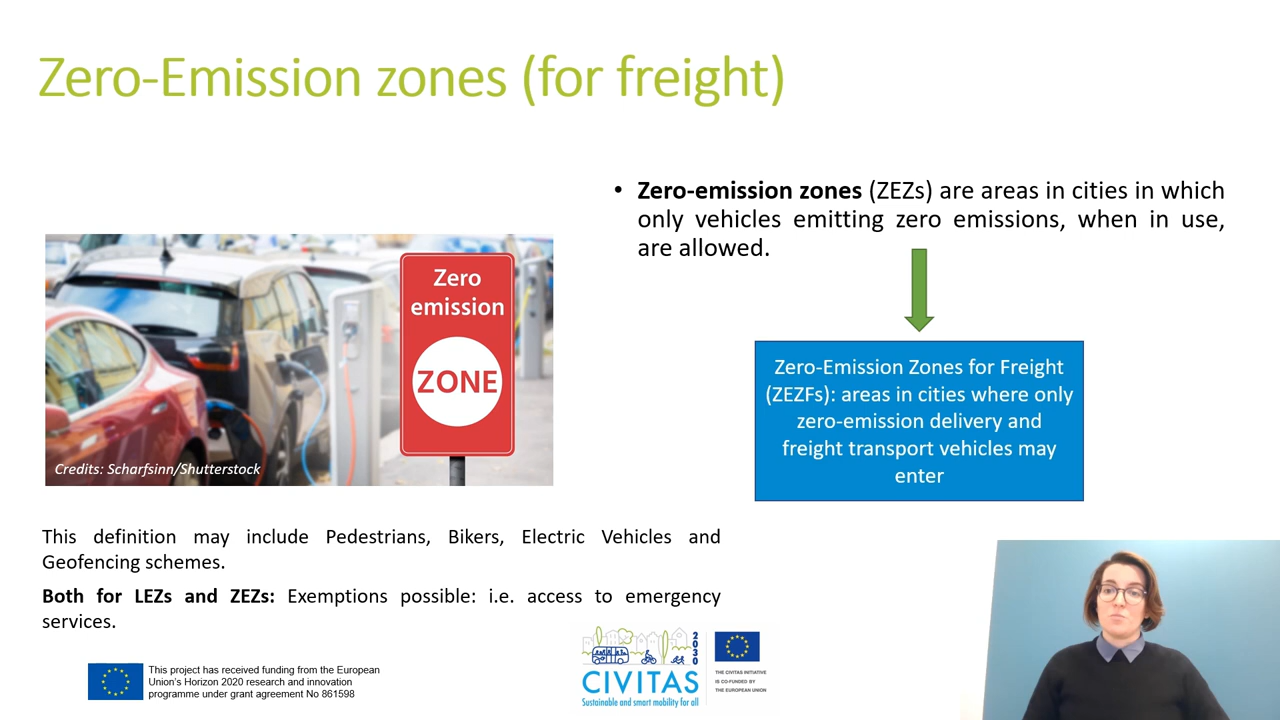 Zero-Emission zones (for freight)
• Zero-emission zones (ZEZs) are areas in cities in which
only vehicles emitting zero emissions, when in use,
are allowed.
Zero
emission
ZONE
Credits: Scharfsinn/Shutterstock
Zero-Emission Zones for Freight
(ZEZFs): areas in cities where only
zero-emission delivery and
freight transport vehicles may
enter
This definition may include Pedestrians, Bikers, Electric Vehicles and
Geofencing schemes.
Both for LEZs and ZEZs: Exemptions possible: i.e. access to emergency
services.
This project has received funding from the European
Union's Horizon 2020 research and innovation
programme under grant agreement No 861598
2030
CIVITAS
Sustainable and smart mobility for all
THE CIVITAS INITIATIVE
IS CO-FUNDED BY
THE EUROPEAN UNION